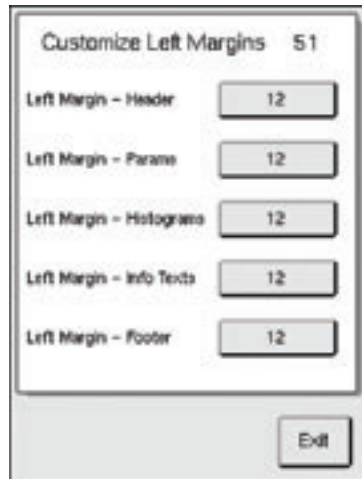 Customize Left Margins 51
Left Margin – Header 12
Left Margin – Params 12
Left Margin – Histograms 12
Left Margin – Info Texts 12
Left Margin – Footer 12
Exit